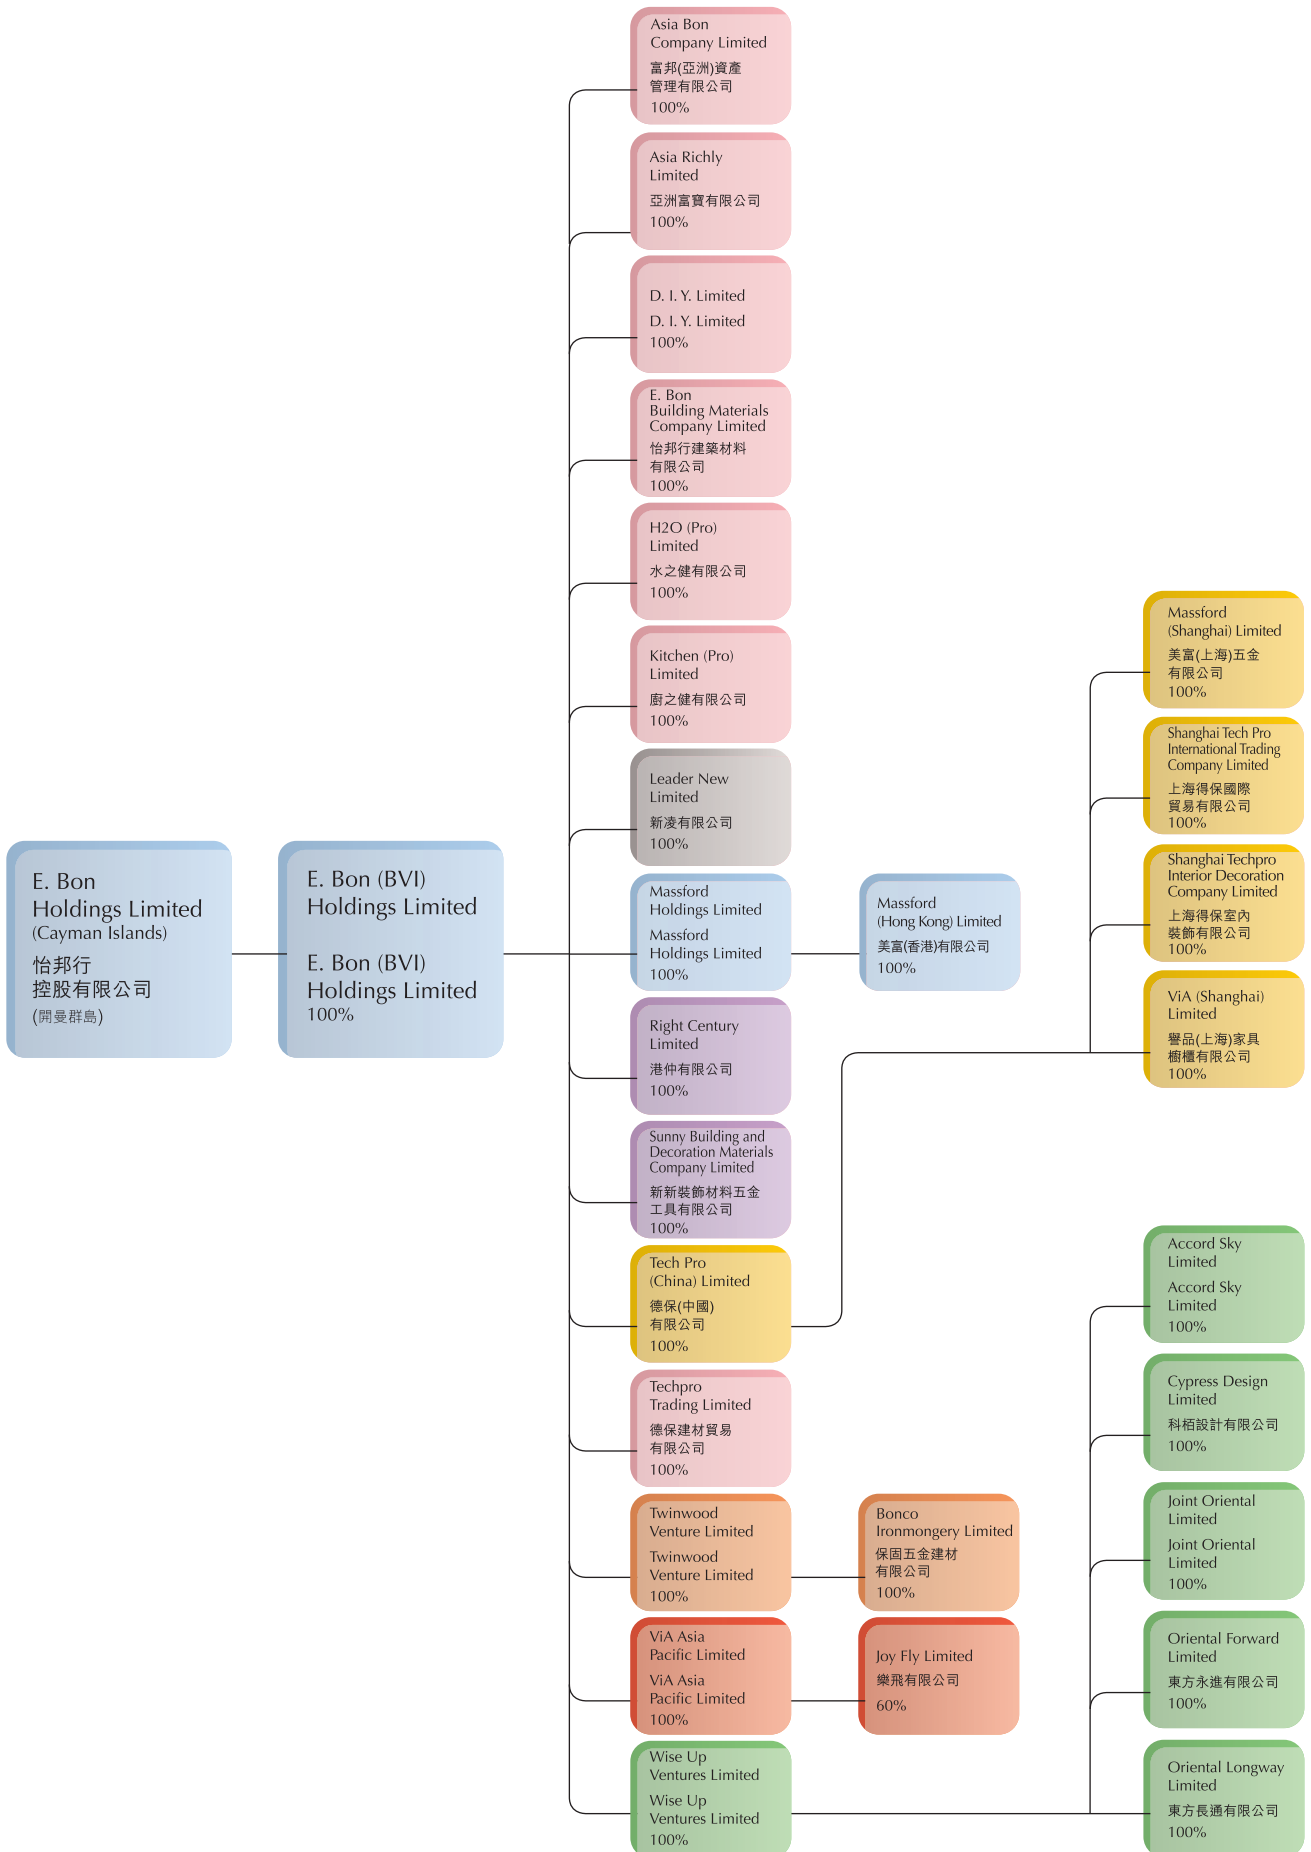 E. Bon
Holdings Limited
(Cayman Islands)
怡邦行
控股有限公司
(開曼群島)
E. Bon (BVI)
Holdings Limited
E. Bon (BVI)
Holdings Limited
100%
Asia Bon
Company Limited
富邦(亞洲)資產
管理有限公司
100%
Asia Richly
Limited
亞洲富寶有限公司
100%
D. I. Y. Limited
D. I. Y. Limited
100%
E. Bon
Building Materials
Company Limited
怡邦行建築材料
有限公司
100%
H2O (Pro)
Limited
水之健有限公司
100%
Kitchen (Pro)
Limited
廚之健有限公司
100%
Leader New
Limited
新凌有限公司
100%
Massford
Holdings Limited
Massford
Holdings Limited
100%
Massford
(Hong Kong) Limited
美富(香港)有限公司
100%
Right Century
Limited
港仲有限公司
100%
Sunny Building and
Decoration Materials
Company Limited
新新裝飾材料五金
工具有限公司
100%
Tech Pro
(China) Limited
德保(中國)
有限公司
100%
Massford
(Shanghai) Limited
美富(上海)五金
有限公司
100%
Shanghai Tech Pro
International Trading
Company Limited
上海得保國際
貿易有限公司
100%
Shanghai Techpro
Interior Decoration
Company Limited
上海得保室內
裝飾有限公司
100%
ViA (Shanghai)
Limited
譽品(上海)家具
櫥櫃有限公司
100%
Techpro
Trading Limited
德保建材貿易
有限公司
100%
Twinwood
Venture Limited
Twinwood
Venture Limited
100%
Bonco
Ironmongery Limited
保固五金建材
有限公司
100%
ViA Asia
Pacific Limited
ViA Asia
Pacific Limited
100%
Joy Fly Limited
樂飛有限公司
60%
Wise Up
Ventures Limited
Wise Up
Ventures Limited
100%
Accord Sky
Limited
Accord Sky
Limited
100%
Cypress Design
Limited
科栢設計有限公司
100%
Joint Oriental
Limited
Joint Oriental
Limited
100%
Oriental Forward
Limited
東方永進有限公司
100%
Oriental Longway
Limited
東方長通有限公司
100%